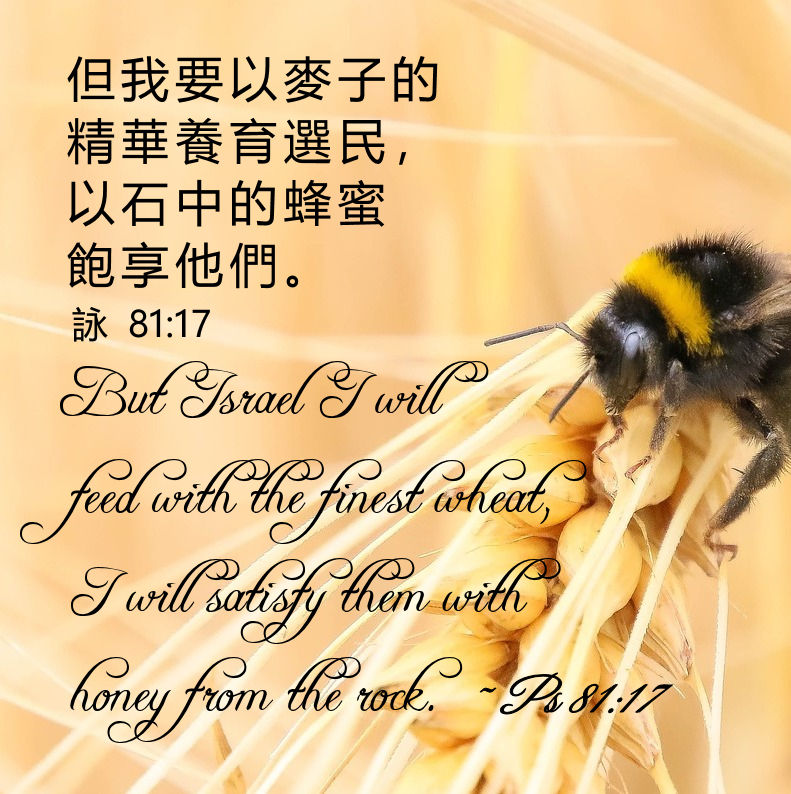 但我要以麥子的
精華養育選民，
以石中的蜂蜜
飽享他們。
詠 81:17
But Israel I will
feed with the finest wheat,
I will satisfy them with
honey from the rock. ~Ps 81:17